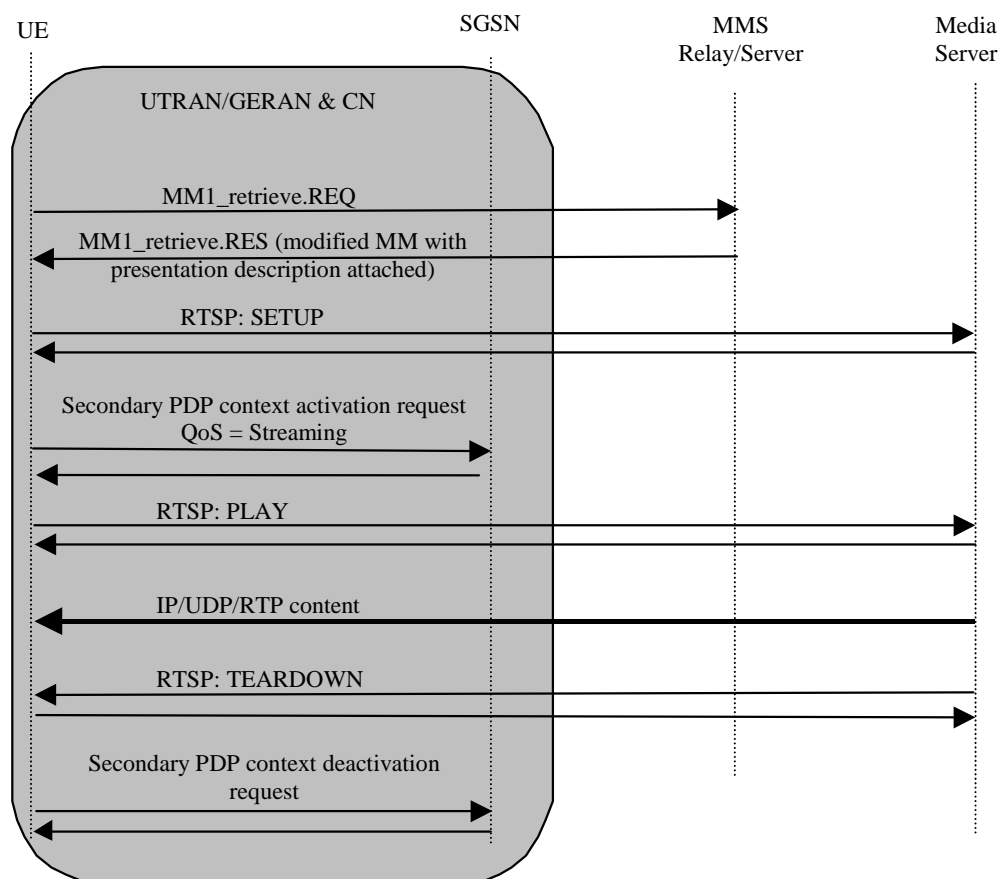 UE
SGSN
MMS
Relay/Server
Media
Server
UTRAN/GERAN & CN
MM1_retrieve.REQ
MM1_retrieve.RES (modified MM with
presentation description attached)
RTSP: SETUP
Secondary PDP context activation request
QoS = Streaming
RTSP: PLAY
IP/UDP/RTP content
RTSP: TEARDOWN
Secondary PDP context deactivation
request